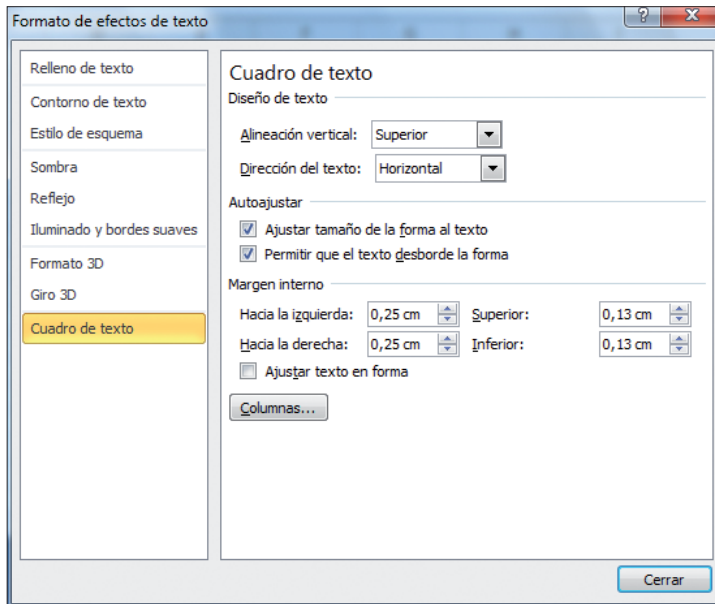 Formato de efectos de texto
Relleno de texto
Contorno de texto
Estilo de esquema
Sombra
Reflejo
Iluminado y bordes suaves
Formato 3D
Giro 3D
Cuadro de texto
Cuadro de texto
Diseño de texto
Alineación vertical: Superior
Dirección del texto: Horizontal
Autoajustar
Ajustar tamaño de la forma al texto
Permitir que el texto desborde la forma
Margen interno
Hacia la izquierda: 0,25 cm Superior: 0,13 cm
Hacia la derecha: 0,25 cm Inferior: 0,13 cm
Ajustar texto en forma
Columnas...
Cerrar